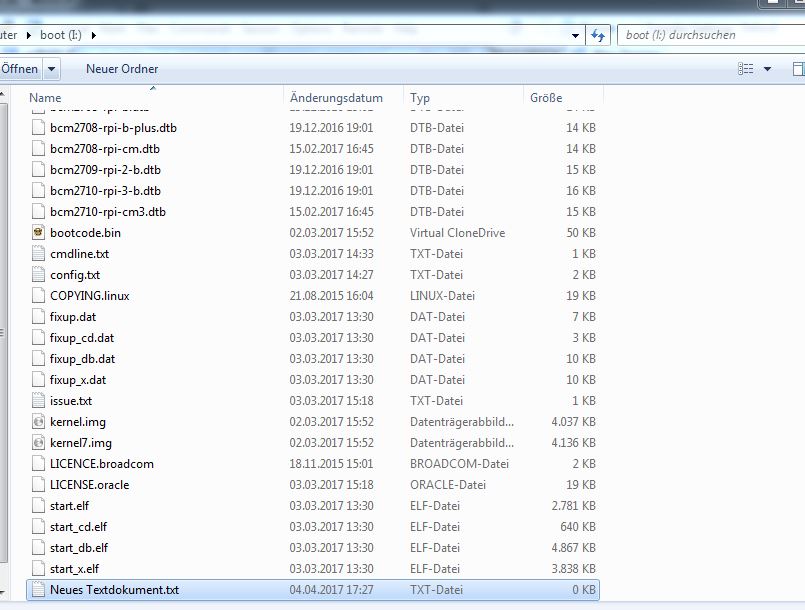 boot (I:)
boot (I:) durchsuchen
Öffnen Neuer Ordner
Name Änderungsdatum Typ Größe
bcm2708-rpi-b-plus.dtb 19.12.2016 19:01 DTB-Datei 14 KB
bcm2708-rpi-cm.dtb 15.02.2017 16:45 DTB-Datei 14 KB
bcm2709-rpi-2-b.dtb 19.12.2016 19:01 DTB-Datei 15 KB
bcm2710-rpi-3-b.dtb 19.12.2016 19:01 DTB-Datei 16 KB
bcm2710-rpi-cm3.dtb 15.02.2017 16:45 DTB-Datei 15 KB
bootcode.bin 02.03.2017 15:52 Virtual CloneDrive 50 KB
cmdline.txt 03.03.2017 14:33 TXT-Datei 1 KB
config.txt 03.03.2017 14:27 TXT-Datei 2 KB
COPYING.linux 21.08.2015 16:04 LINUX-Datei 19 KB
fixup.dat 03.03.2017 13:30 DAT-Datei 7 KB
fixup_cd.dat 03.03.2017 13:30 DAT-Datei 3 KB
fixup_db.dat 03.03.2017 13:30 DAT-Datei 10 KB
fixup_x.dat 03.03.2017 13:30 DAT-Datei 10 KB
issue.txt 03.03.2017 15:18 TXT-Datei 1 KB
kernel.img 02.03.2017 15:52 Datenträgerabbild... 4.037 KB
kernel7.img 02.03.2017 15:52 Datenträgerabbild... 4.136 KB
LICENCE.broadcom 18.11.2015 15:01 BROADCOM-Datei 2 KB
LICENSE.oracle 03.03.2017 15:18 ORACLE-Datei 19 KB
start.elf 03.03.2017 13:30 ELF-Datei 2.781 KB
start_cd.elf 03.03.2017 13:30 ELF-Datei 640 KB
start_db.elf 03.03.2017 13:30 ELF-Datei 4.867 KB
start_x.elf 03.03.2017 13:30 ELF-Datei 3.838 KB
Neues Textdokument.txt 04.04.2017 17:27 TXT-Datei 0 KB